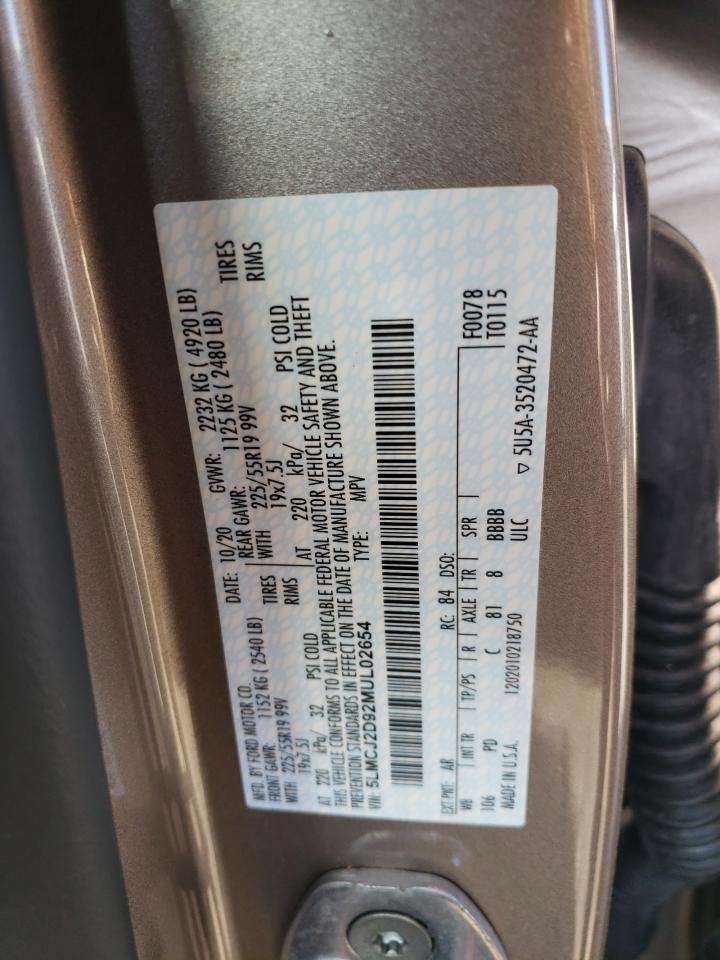 MFD. BY FORD MOTOR CO. DATE: 10/20 GVWR: 2232 KG ( 4920 LB)
FRONT GAWR: 1152 KG ( 2540 LB) REAR GAWR: 1125 KG ( 2480 LB)
WITH 225/55R19 99V TIRES WITH 225/55R19 99V TIRES
19x7.5J RIMS 19x7.5J RIMS
AT 220 kPa/ 32 PSI COLD AT 220 kPa/ 32 PSI COLD
THIS VEHICLE CONFORMS TO ALL APPLICABLE FEDERAL MOTOR VEHICLE SAFETY AND THEFT
PREVENTION STANDARDS IN EFFECT ON THE DATE OF MANUFACTURE SHOWN ABOVE.
VIN: 5LMCJ2D92MUL02654 TYPE: MPV
EXT PNT: AR RC: 84 DSO: F0078
WB INT TR TP/PS R AXLE TR SPR T0115
106 PD C 81 8 BBBB
MADE IN U.S.A. 1202010218750 ULC ▽ 5U5A-3520472-AA